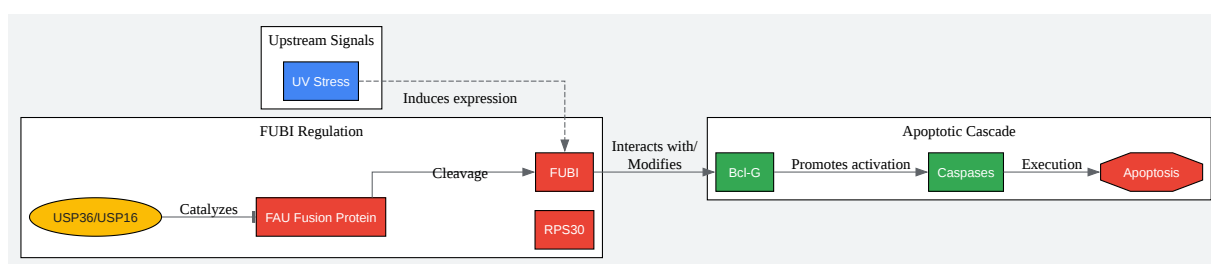 Upstream Signals
UV Stress
Induces expression
FUBI Regulation
USP36/USP16
Catalyzes
FAU Fusion Protein
Cleavage
FUBI
RPS30
Interacts with/
Modifies
Apoptotic Cascade
Bcl-G
Promotes activation
Caspases
Execution
Apoptosis